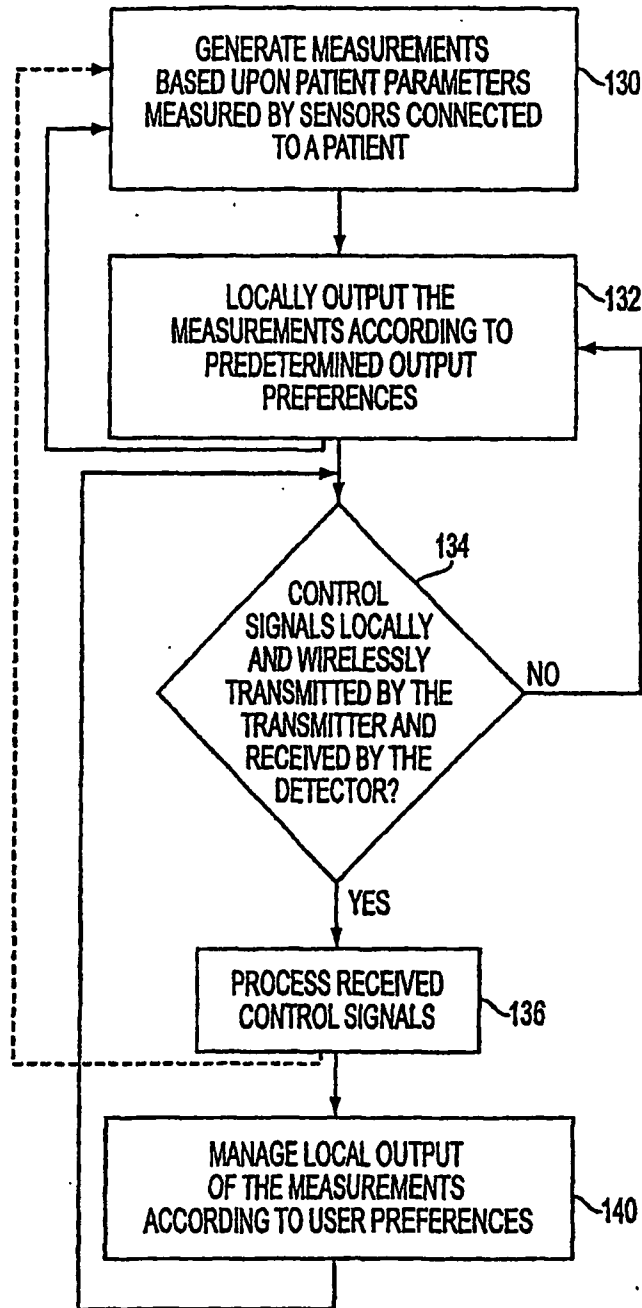 GENERATE MEASUREMENTS
BASED UPON PATIENT PARAMETERS
MEASURED BY SENSORS CONNECTED
TO A PATIENT
130
LOCALLY OUTPUT THE
MEASUREMENTS ACCORDING TO
PREDETERMINED OUTPUT
PREFERENCES
132
134
CONTROL
SIGNALS LOCALLY
AND WIRELESSLY
TRANSMITTED BY THE
TRANSMITTER AND
RECEIVED BY THE
DETECTOR?
NO
YES
PROCESS RECEIVED
CONTROL SIGNALS
136
MANAGE LOCAL OUTPUT
OF THE MEASUREMENTS
ACCORDING TO USER PREFERENCES
140